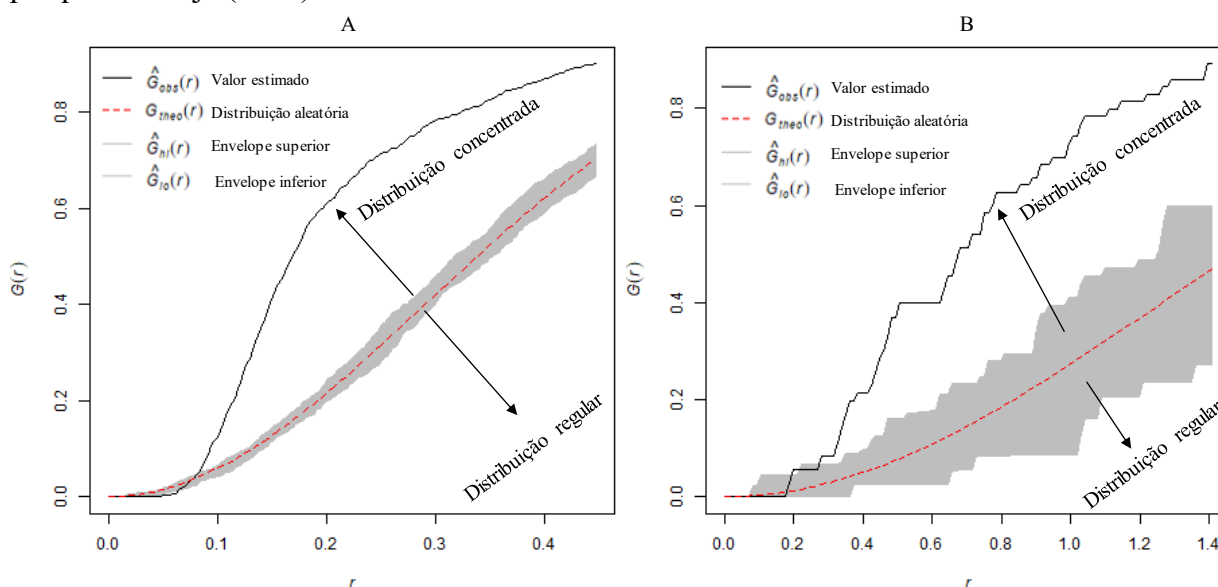 A
Ĝobs(r) Valor estimado
Gtheo(r) Distribuição aleatória
Ĝhi(r) Envelope superior
Ĝlo(r) Envelope inferior
Distribuição concentrada
Distribuição regular
G(r)
0.0 0.2 0.4 0.6 0.8
0.0 0.1 0.2 0.3 0.4
r
B
Ĝobs(r) Valor estimado
Gtheo(r) Distribuição aleatória
Ĝhi(r) Envelope superior
Ĝlo(r) Envelope inferior
Distribuição concentrada
Distribuição regular
G(r)
0.0 0.2 0.4 0.6 0.8
0.0 0.2 0.4 0.6 0.8 1.0 1.2 1.4
r